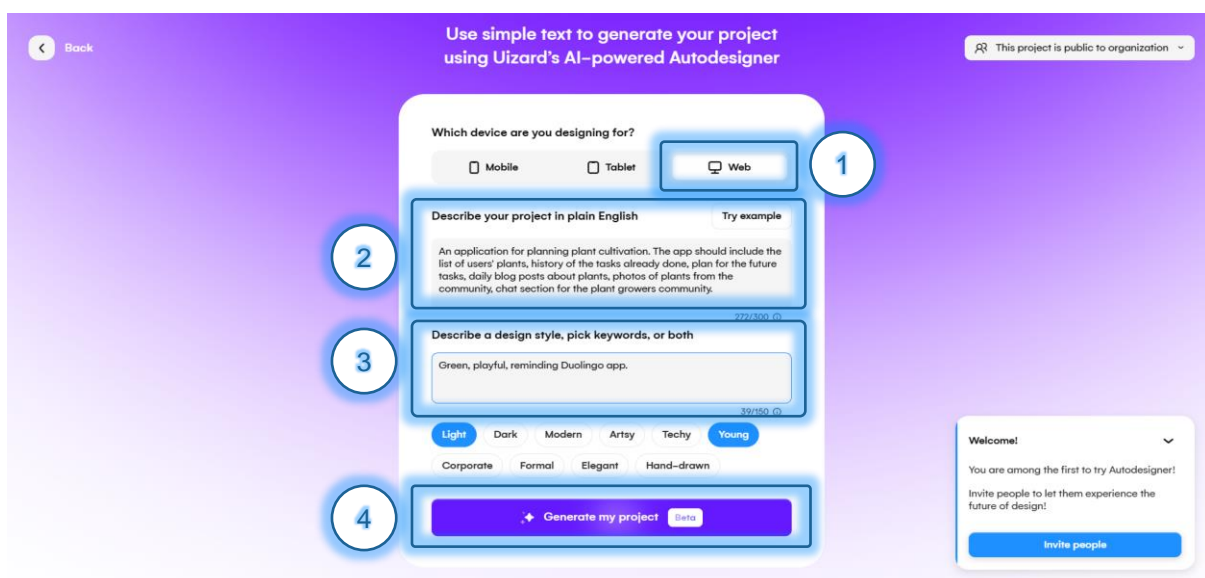 Back
Use simple text to generate your project
using Uizard's AI-powered Autodesigner
This project is public to organization
Which device are you designing for?
Mobile
Tablet
Web
1
Describe your project in plain English
Try example
2
An application for planning plant cultivation. The app should include the
list of users' plants, history of the tasks already done, plan for the future
tasks, daily blog posts about plants, photos of plants from the
community, chat section for the plant growers community.
272/300
Describe a design style, pick keywords, or both
3
Green, playful, reminding Duolingo app.
39/150
Light
Dark
Modern
Artsy
Techy
Young
Corporate
Formal
Elegant
Hand-drawn
4
Generate my project
Beta
Welcome!
You are among the first to try Autodesigner!
Invite people to let them experience the
future of design!
Invite people